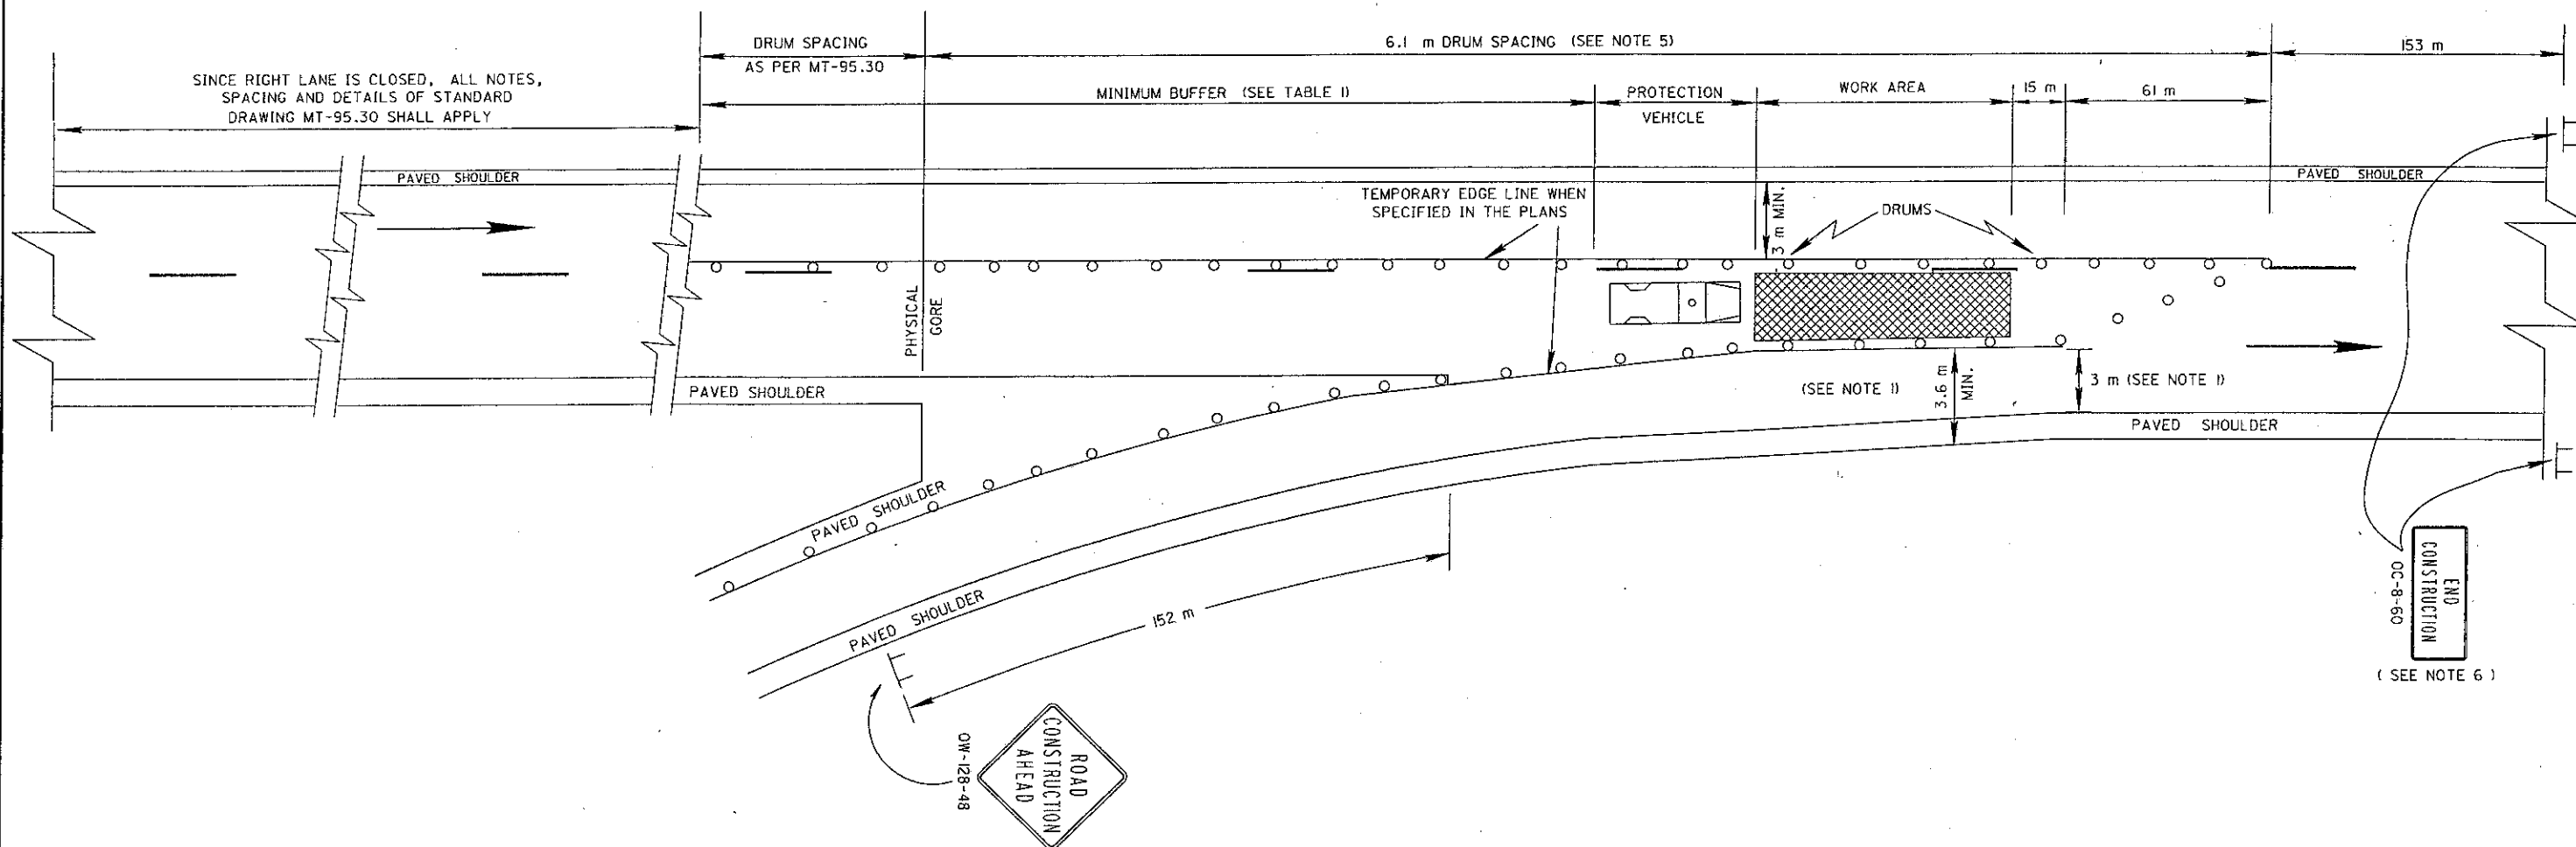 DRUM SPACING
AS PER MT-95.30
6.1 m DRUM SPACING (SEE NOTE 5)
153 m
SINCE RIGHT LANE IS CLOSED, ALL NOTES,
SPACING AND DETAILS OF STANDARD
DRAWING MT-95.30 SHALL APPLY
MINIMUM BUFFER (SEE TABLE I)
PROTECTION
VEHICLE
WORK AREA
15 m
61 m
PAVED SHOULDER
PAVED SHOULDER
TEMPORARY EDGE LINE WHEN
SPECIFIED IN THE PLANS
3 m MIN.
DRUMS
PHYSICAL
GORE
PAVED SHOULDER
(SEE NOTE 1)
3.6 m
MIN.
3 m (SEE NOTE 1)
PAVED SHOULDER
PAVED SHOULDER
PAVED SHOULDER
152 m
END
CONSTRUCTION
OC-8-60
( SEE NOTE 6 )
ROAD
CONSTRUCTION
AHEAD
OW-128-48